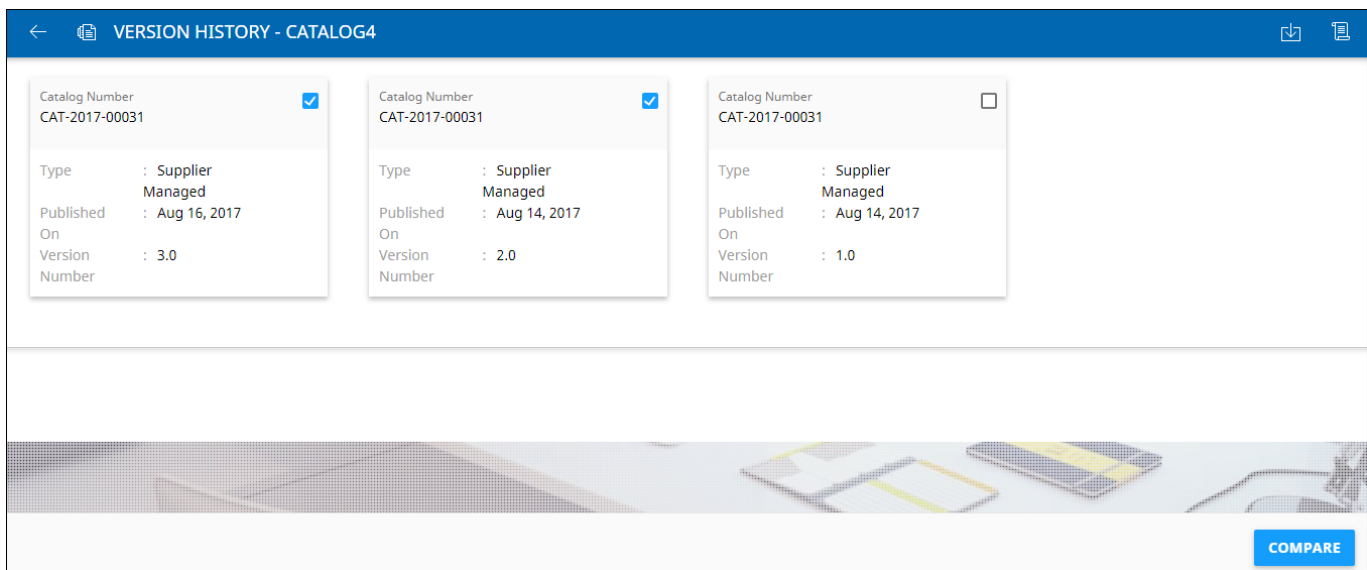 VERSION HISTORY - CATALOG4
Catalog Number
CAT-2017-00031
Type : Supplier
Managed
Published : Aug 16, 2017
On
Version : 3.0
Number
Catalog Number
CAT-2017-00031
Type : Supplier
Managed
Published : Aug 14, 2017
On
Version : 2.0
Number
Catalog Number
CAT-2017-00031
Type : Supplier
Managed
Published : Aug 14, 2017
On
Version : 1.0
Number
COMPARE